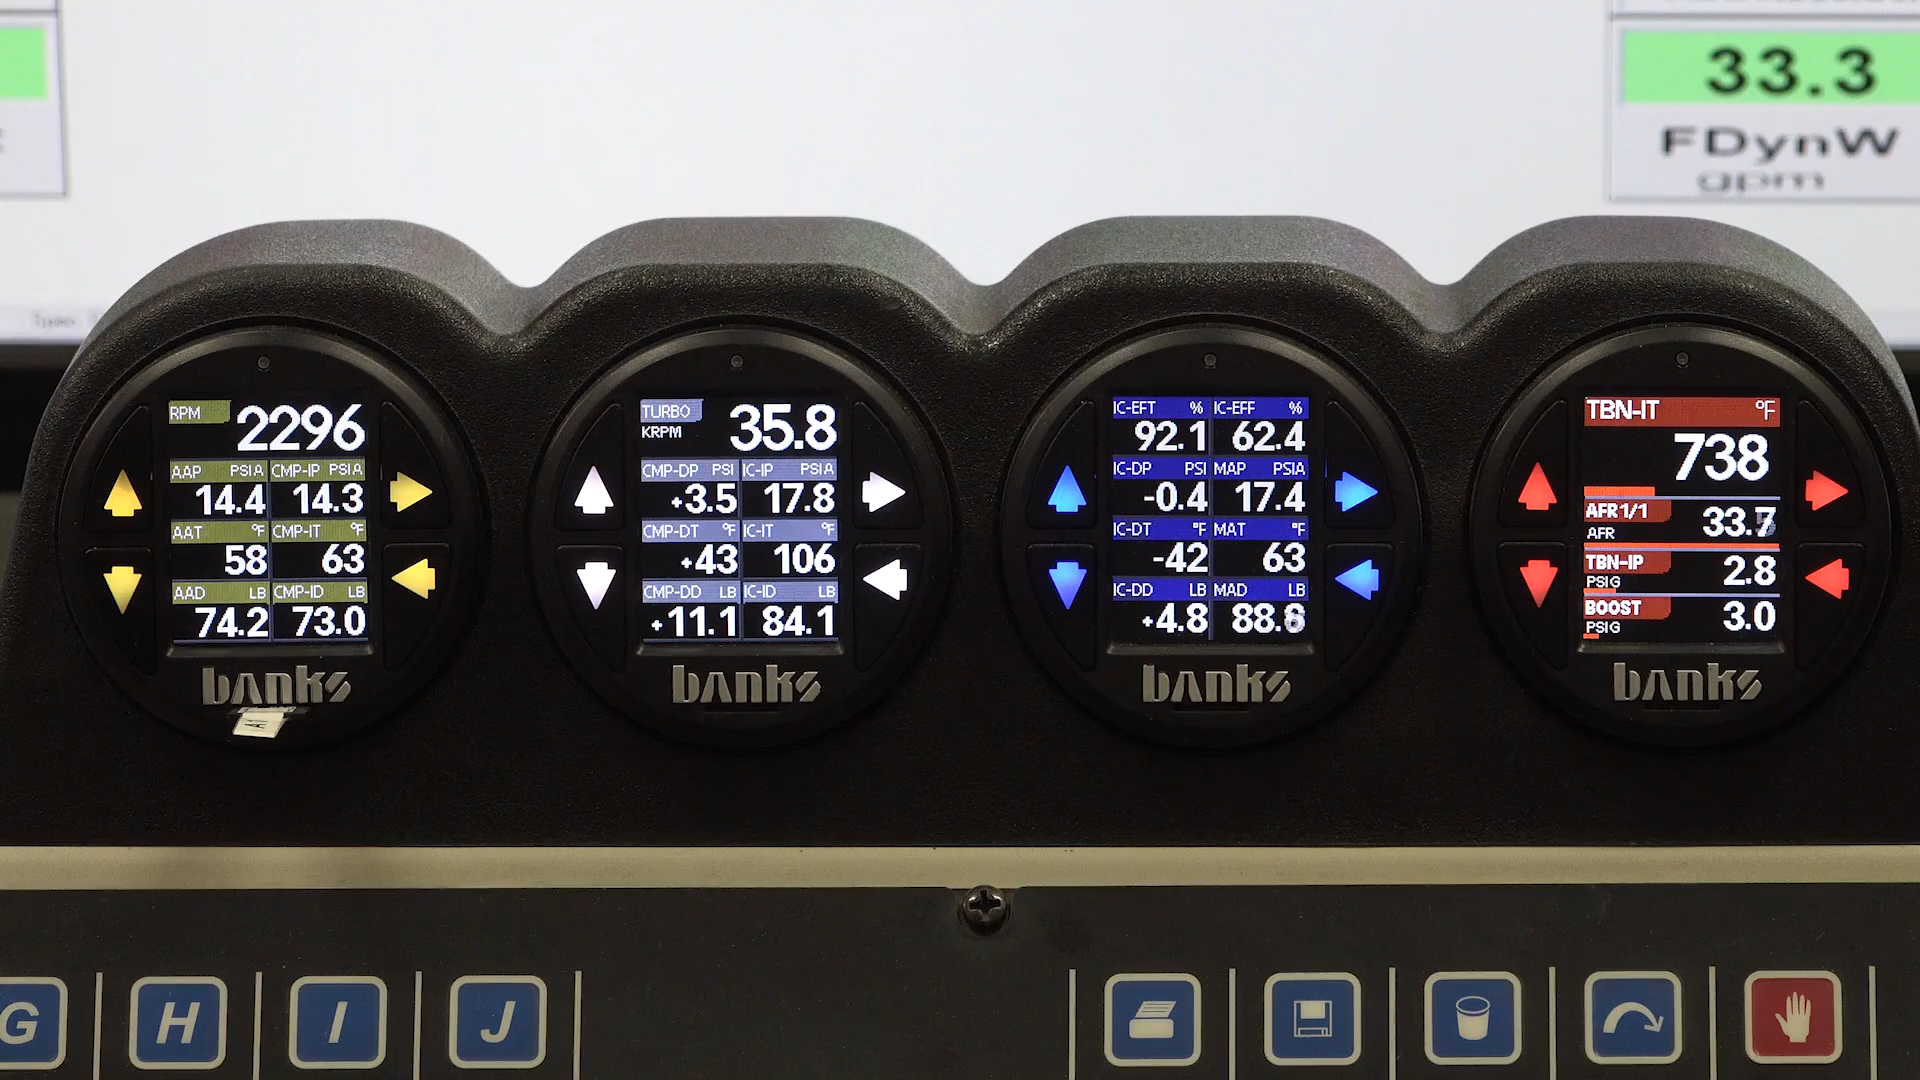 33.3
FDynW
gpm
RPM 2296
AAP PSIA CMP-IP PSIA
14.4 14.3
AAT °F CMP-IT °F
58 63
AAD LB CMP-ID LB
74.2 73.0
banks
A1
TURBO
KRPM 35.8
CMP-DP PSI IC-IP PSIA
+3.5 17.8
CMP-DT °F IC-IT °F
+43 106
CMP-DD LB IC-ID LB
+11.1 84.1
banks
IC-EFT % IC-EFF %
92.1 62.4
IC-DP PSI MAP PSIA
-0.4 17.4
IC-DT °F MAT °F
-42 63
IC-DD LB MAD LB
+4.8 88.6
banks
TBN-IT °F
738
AFR1/1
AFR 33.7
TBN-IP
PSIG 2.8
BOOST
PSIG 3.0
banks
G H I J